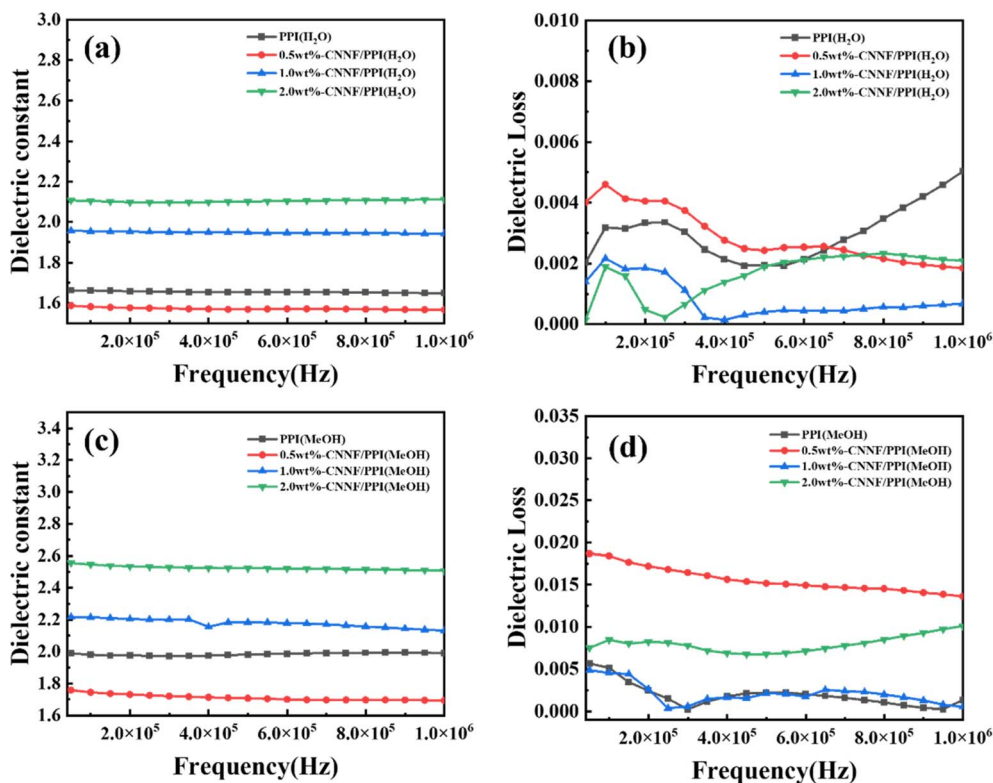 (a)
PPI(H₂O)
0.5wt%-CNNF/PPI(H₂O)
1.0wt%-CNNF/PPI(H₂O)
2.0wt%-CNNF/PPI(H₂O)
3.0
2.8
2.6
2.4
2.2
2.0
1.8
1.6
Dielectric constant
2.0×10⁵ 4.0×10⁵ 6.0×10⁵ 8.0×10⁵ 1.0×10⁶
Frequency(Hz)
(b)
PPI(H₂O)
0.5wt%-CNNF/PPI(H₂O)
1.0wt%-CNNF/PPI(H₂O)
2.0wt%-CNNF/PPI(H₂O)
0.010
0.008
0.006
0.004
0.002
0.000
Dielectric Loss
2.0×10⁵ 4.0×10⁵ 6.0×10⁵ 8.0×10⁵ 1.0×10⁶
Frequency(Hz)
(c)
PPI(MeOH)
0.5wt%-CNNF/PPI(MeOH)
1.0wt%-CNNF/PPI(MeOH)
2.0wt%-CNNF/PPI(MeOH)
3.4
3.2
3.0
2.8
2.6
2.4
2.2
2.0
1.8
1.6
Dielectric constant
2.0×10⁵ 4.0×10⁵ 6.0×10⁵ 8.0×10⁵ 1.0×10⁶
Frequency(Hz)
(d)
PPI(MeOH)
0.5wt%-CNNF/PPI(MeOH)
1.0wt%-CNNF/PPI(MeOH)
2.0wt%-CNNF/PPI(MeOH)
0.035
0.030
0.025
0.020
0.015
0.010
0.005
0.000
Dielectric Loss
2.0×10⁵ 4.0×10⁵ 6.0×10⁵ 8.0×10⁵ 1.0×10⁶
Frequency(Hz)